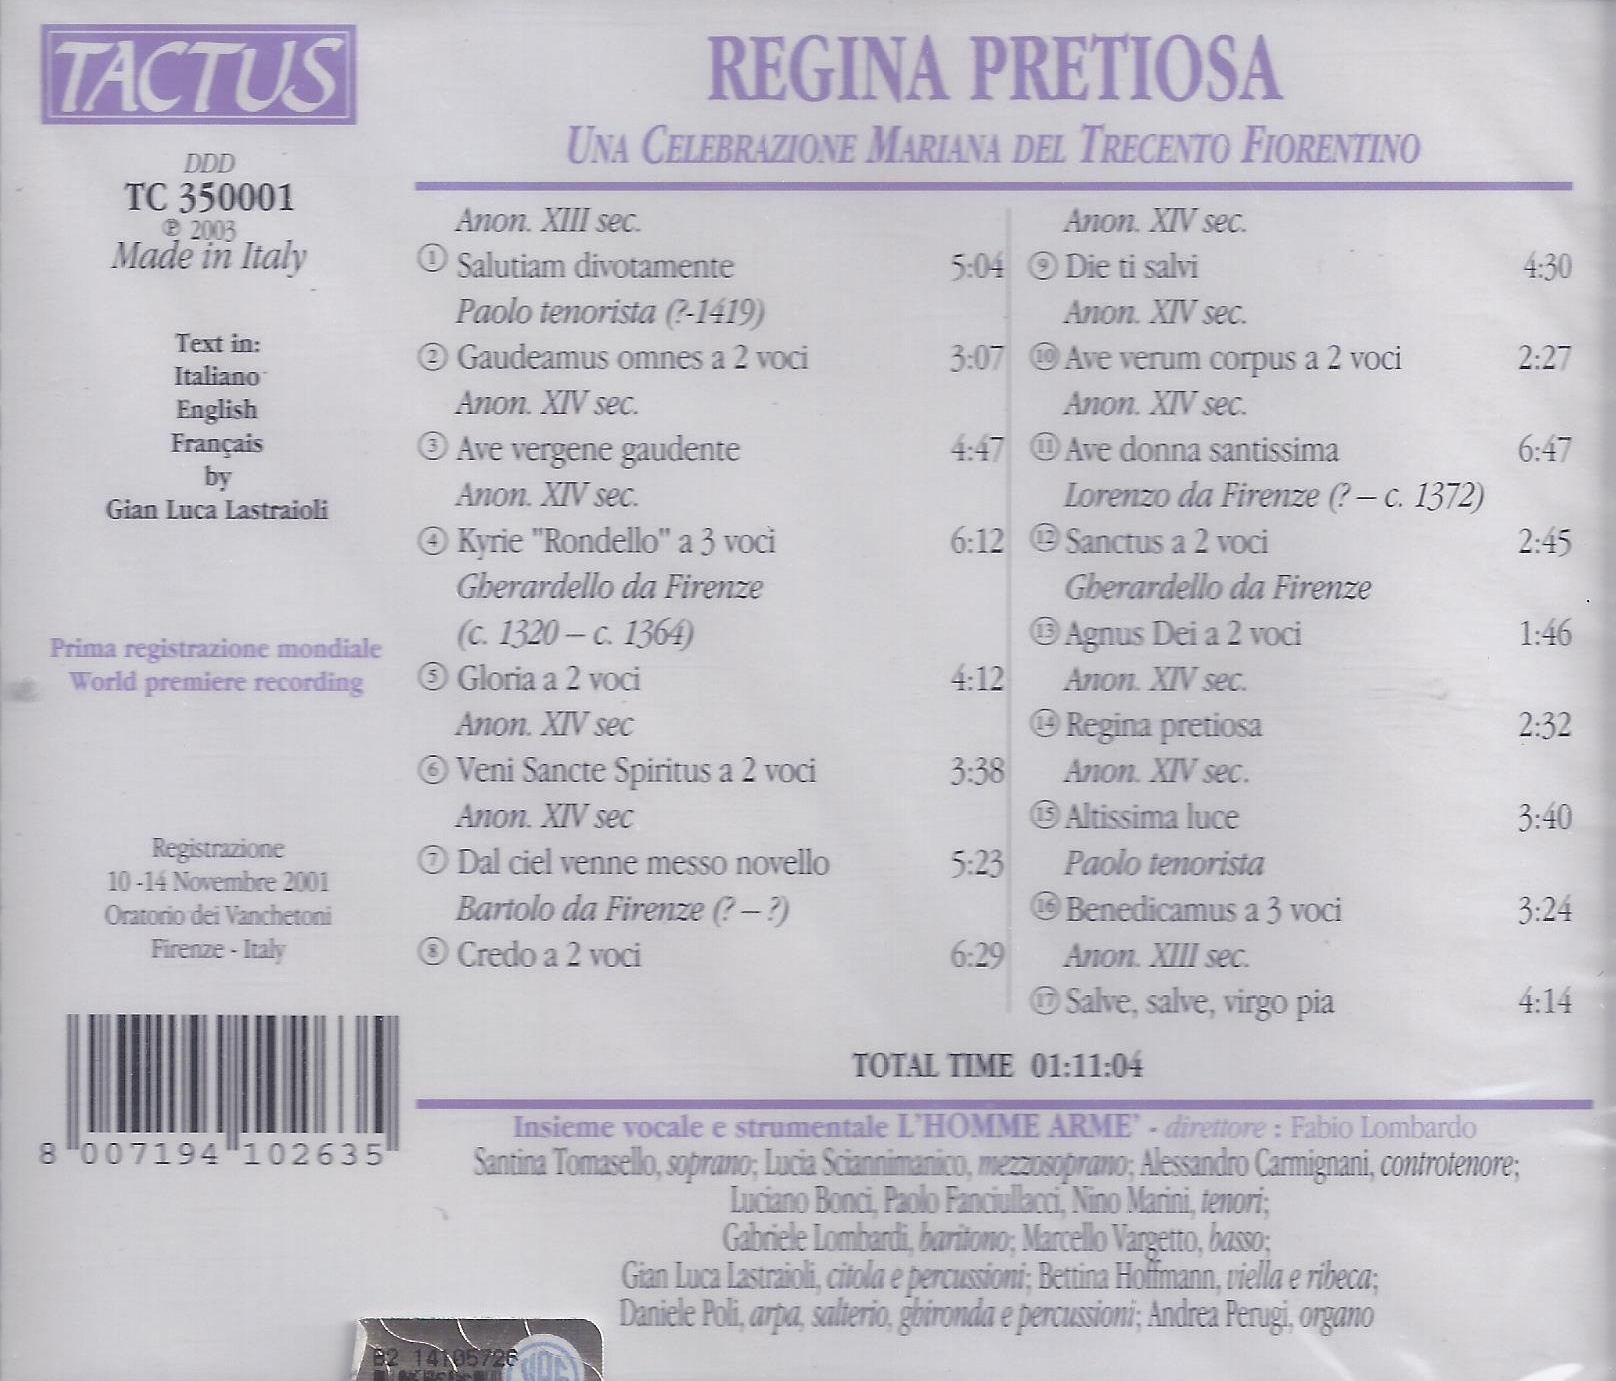 TACTUS
DDD
TC 350001
℗ 2003
Made in Italy
Text in:
Italiano
English
Français
by
Gian Luca Lastraioli
Prima registrazione mondiale
World premiere recording
Registrazione
10 -14 Novembre 2001
Oratorio dei Vanchetoni
Firenze - Italy
8 007194 102635
REGINA PRETIOSA
UNA CELEBRAZIONE MARIANA DEL TRECENTO FIORENTINO
Anon. XIII sec.
1 Salutiam divotamente 5:04
Paolo tenorista (?-1419)
2 Gaudeamus omnes a 2 voci 3:07
Anon. XIV sec.
3 Ave vergene gaudente 4:47
Anon. XIV sec.
4 Kyrie "Rondello" a 3 voci 6:12
Gherardello da Firenze
(c. 1320 – c. 1364)
5 Gloria a 2 voci 4:12
Anon. XIV sec
6 Veni Sancte Spiritus a 2 voci 3:38
Anon. XIV sec
7 Dal ciel venne messo novello 5:23
Bartolo da Firenze (? – ?)
8 Credo a 2 voci 6:29
Anon. XIV sec.
9 Die ti salvi 4:30
Anon. XIV sec.
10 Ave verum corpus a 2 voci 2:27
Anon. XIV sec.
11 Ave donna santissima 6:47
Lorenzo da Firenze (? – c. 1372)
12 Sanctus a 2 voci 2:45
Gherardello da Firenze
13 Agnus Dei a 2 voci 1:46
Anon. XIV sec.
14 Regina pretiosa 2:32
Anon. XIV sec.
15 Altissima luce 3:40
Paolo tenorista
16 Benedicamus a 3 voci 3:24
Anon. XIII sec.
17 Salve, salve, virgo pia 4:14
TOTAL TIME 01:11:04
Insieme vocale e strumentale L'HOMME ARME' - direttore : Fabio Lombardo
Santina Tomasello, soprano; Lucia Sciannimanico, mezzosoprano; Alessandro Carmignani, controtenore;
Luciano Bonci, Paolo Fanciullacci, Nino Marini, tenori;
Gabriele Lombardi, baritono; Marcello Vargetto, basso;
Gian Luca Lastraioli, citola e percussioni; Bettina Hoffmann, viella e ribeca;
Daniele Poli, arpa, salterio, ghironda e percussioni; Andrea Perugi, organo